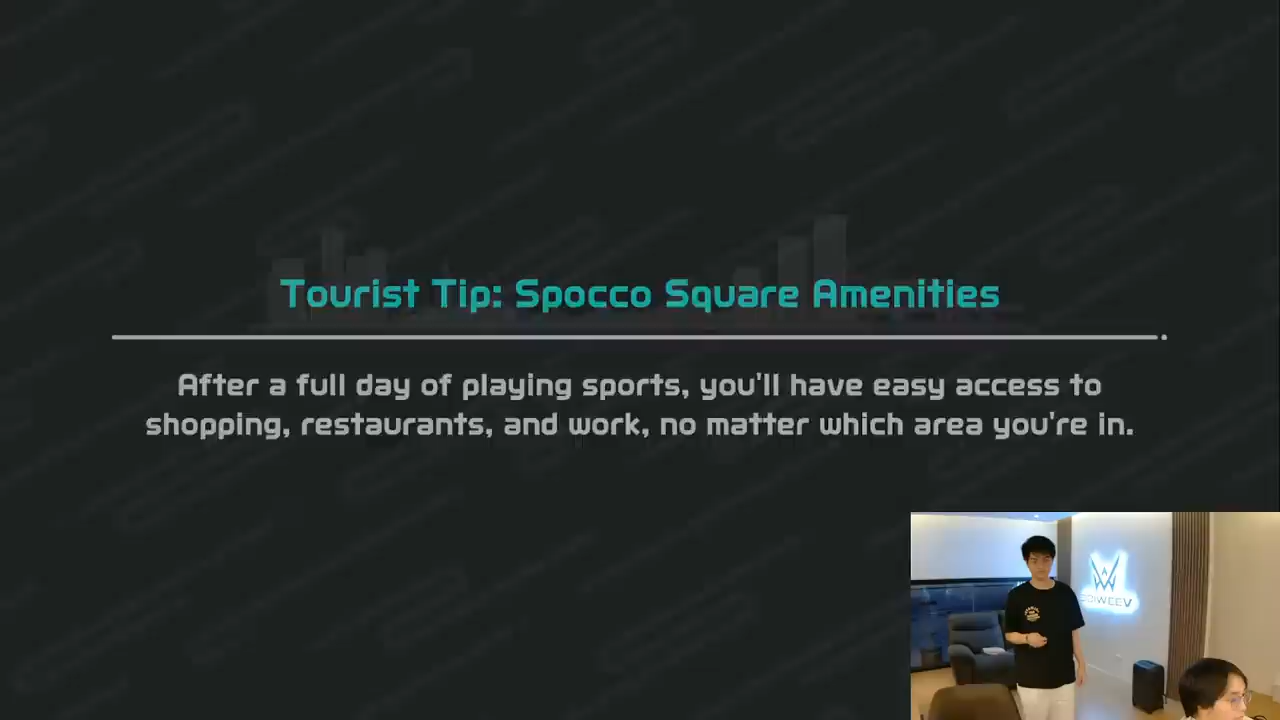 Tourist Tip: Spocco Square Amenities
After a full day of playing sports, you'll have easy access to
shopping, restaurants, and work, no matter which area you're in.